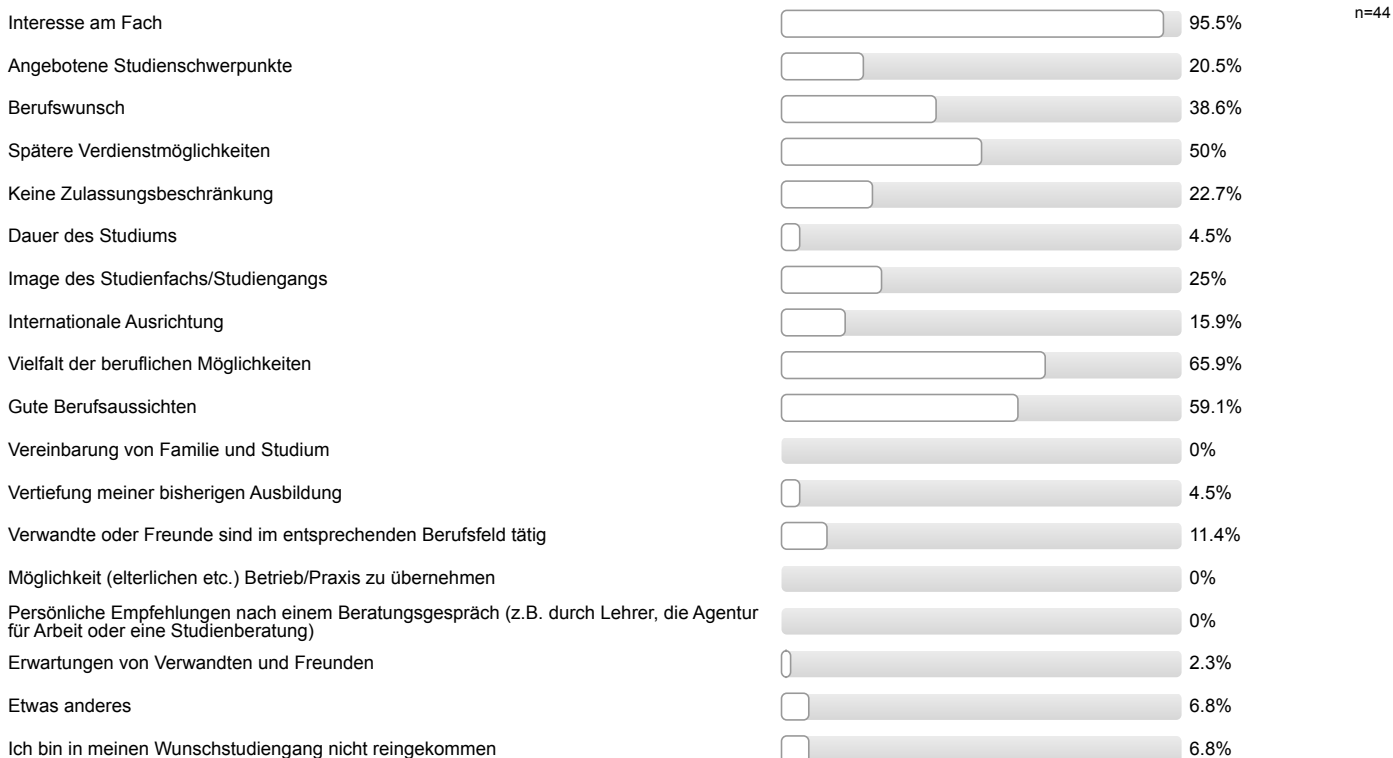 Interesse am Fach 95.5% n=44
Angebotene Studienschwerpunkte 20.5%
Berufswunsch 38.6%
Spätere Verdienstmöglichkeiten 50%
Keine Zulassungsbeschränkung 22.7%
Dauer des Studiums 4.5%
Image des Studienfachs/Studiengangs 25%
Internationale Ausrichtung 15.9%
Vielfalt der beruflichen Möglichkeiten 65.9%
Gute Berufsaussichten 59.1%
Vereinbarung von Familie und Studium 0%
Vertiefung meiner bisherigen Ausbildung 4.5%
Verwandte oder Freunde sind im entsprechenden Berufsfeld tätig 11.4%
Möglichkeit (elterlichen etc.) Betrieb/Praxis zu übernehmen 0%
Persönliche Empfehlungen nach einem Beratungsgespräch (z.B. durch Lehrer, die Agentur
für Arbeit oder eine Studienberatung) 0%
Erwartungen von Verwandten und Freunden 2.3%
Etwas anderes 6.8%
Ich bin in meinen Wunschstudiengang nicht reingekommen 6.8%